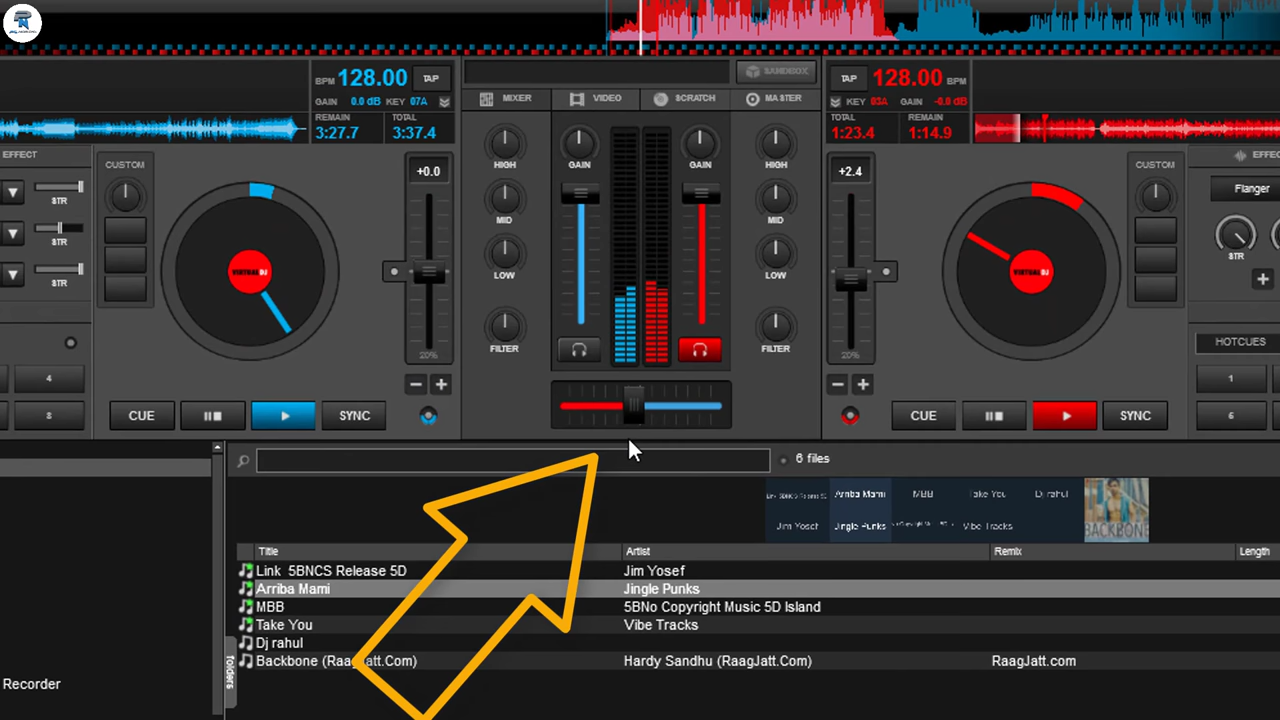 SANDBOX
BPM 128.00 TAP
GAIN 0.0 dB KEY 07A
REMAIN TOTAL
3:27.7 3:37.4
MIXER VIDEO SCRATCH MASTER
TAP 128.00 BPM
KEY 03A GAIN -0.0 dB
TOTAL REMAIN
1:23.4 1:14.9
EFFECT
STR
STR
STR
CUSTOM
+0.0
20%
HIGH
MID
LOW
FILTER
GAIN
GAIN
HIGH
MID
LOW
FILTER
+2.4
20%
CUSTOM
Flanger
STR
HOTCUES
VIRTUAL DJ
VIRTUAL DJ
4
8
1
6
CUE SYNC
CUE SYNC
6 files
Arriba Mami MBB Take You Dj rahul
Jim Yosef Jingle Punks Vibe Tracks
BACKBONE
Title Artist Remix Length
Link 5BNCS Release 5D Jim Yosef
Arriba Mami Jingle Punks
MBB 5BNo Copyright Music 5D Island
Take You Vibe Tracks
Dj rahul
Backbone (RaagJatt.Com) Hardy Sandhu (RaagJatt.Com) RaagJatt.com
folders
Recorder